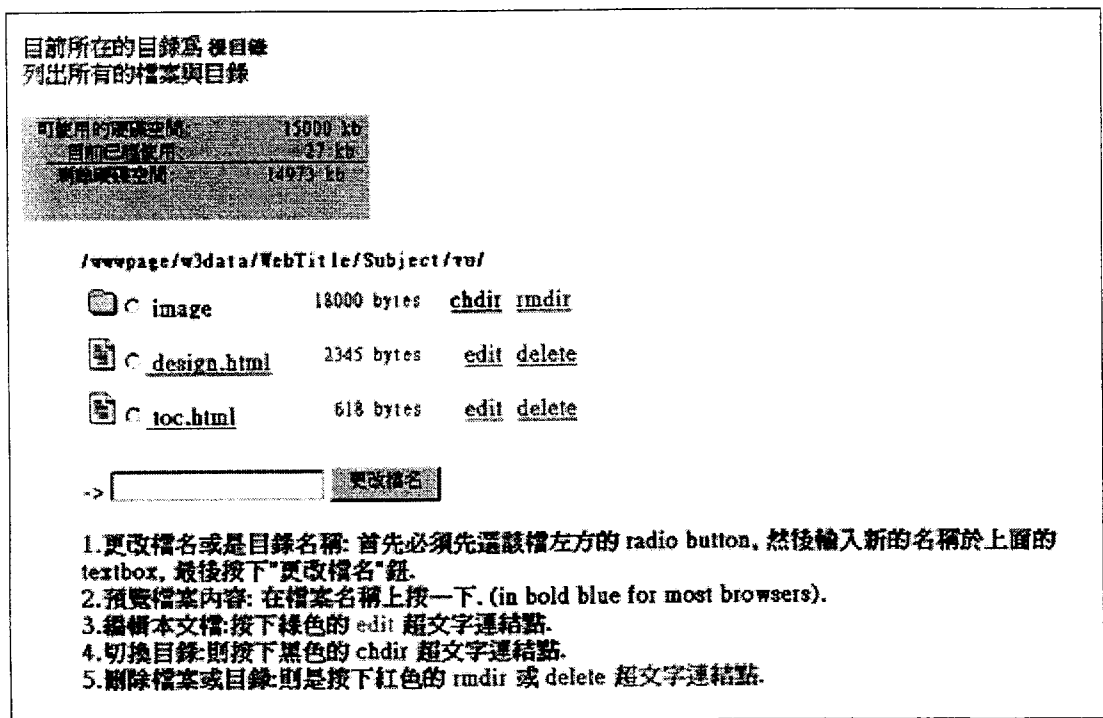 目前所在的目錄為 根目錄
列出所有的檔案與目錄
可使用的硬碟空間: 15000 kb
目前已經使用: 27 kb
剩餘硬碟空間: 14973 kb
/wwwpage/w3data/WebTitle/Subject/vu/
image 18000 bytes chdir rmdir
design.html 2345 bytes edit delete
toc.html 618 bytes edit delete
-> 更改檔名
1.更改檔名或是目錄名稱: 首先必須先選該檔左方的 radio button, 然後輸入新的名稱於上面的
textbox, 最後按下"更改檔名"鈕.
2.預覽檔案內容: 在檔案名稱上按一下. (in bold blue for most browsers).
3.編輯本文檔:按下綠色的 edit 超文字連結點.
4.切換目錄:則按下黑色的 chdir 超文字連結點.
5.刪除檔案或目錄:則是按下紅色的 rmdir 或 delete 超文字連結點.